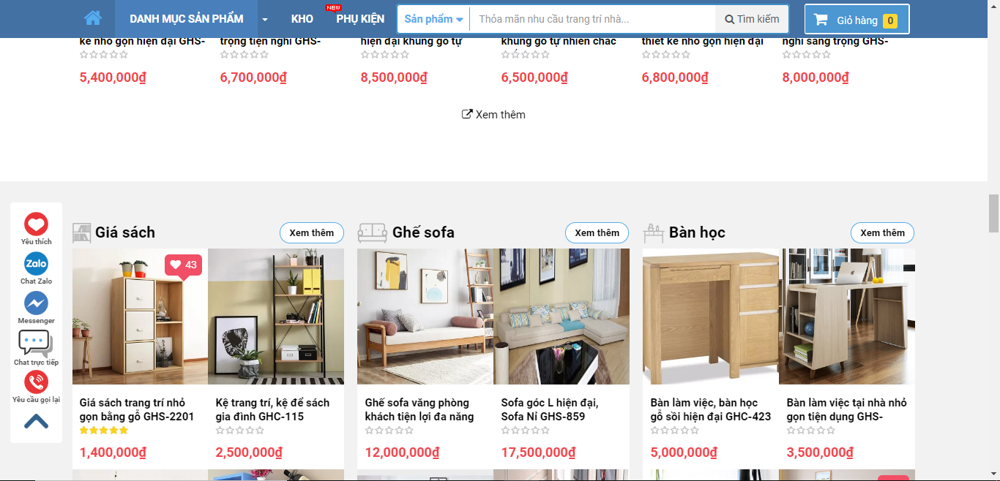 DANH MỤC SẢN PHẨM
KHO
NEW
PHỤ KIỆN
Sản phẩm
Thỏa mãn nhu cầu trang trí nhà...
Tìm kiếm
Giỏ hàng 0
kế nhỏ gọn hiện đại GHS-
trọng tiện nghi GHS-
hiện đại khung gỗ tự
khung gỗ tự nhiên chắc
thiết kế nhỏ gọn hiện đại
nghi sang trọng GHS-
5,400,000₫
6,700,000₫
8,500,000₫
6,500,000₫
6,800,000₫
8,000,000₫
Xem thêm
Yêu thích
Zalo
Chat Zalo
Messenger
Chat trực tiếp
Yêu cầu gọi lại
Giá sách
Xem thêm
43
Giá sách trang trí nhỏ
gọn bằng gỗ GHS-2201
1,400,000₫
Kệ trang trí, kệ để sách
gia đình GHC-115
2,500,000₫
Ghế sofa
Xem thêm
Ghế sofa văng phòng
khách tiện lợi đa năng
12,000,000₫
Sofa góc L hiện đại,
Sofa Nỉ GHS-859
17,500,000₫
Bàn học
Xem thêm
Bàn làm việc, bàn học
gỗ sồi hiện đại GHC-423
5,000,000₫
Bàn làm việc tại nhà nhỏ
gọn tiện dụng GHS-
3,500,000₫